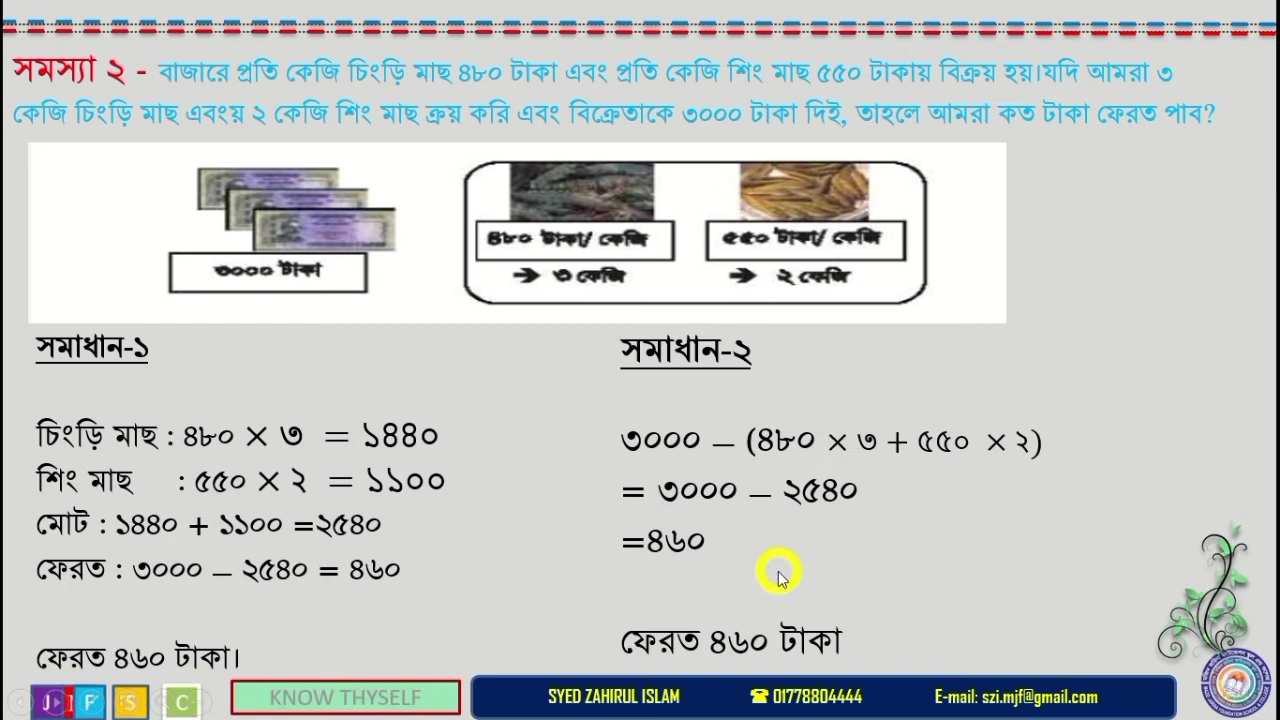 সমস্যা ২ - বাজারে প্রতি কেজি চিংড়ি মাছ ৪৮০ টাকা এবং প্রতি কেজি শিং মাছ ৫৫০ টাকায় বিক্রয় হয়।যদি আমরা ৩
কেজি চিংড়ি মাছ এবংয় ২ কেজি শিং মাছ ক্রয় করি এবং বিক্রেতাকে ৩০০০ টাকা দিই, তাহলে আমরা কত টাকা ফেরত পাব?
৩০০০ টাকা
৪৮০ টাকা/ কেজি
→ ৩ কেজি
৫৫০ টাকা/ কেজি
→ ২ কেজি
সমাধান-১
চিংড়ি মাছ : ৪৮০ × ৩ = ১৪৪০
শিং মাছ : ৫৫০ × ২ = ১১০০
মোট : ১৪৪০ + ১১০০ =২৫৪০
ফেরত : ৩০০০ – ২৫৪০ = ৪৬০
ফেরত ৪৬০ টাকা।
সমাধান-২
৩০০০ – (৪৮০ × ৩ + ৫৫০ × ২)
= ৩০০০ – ২৫৪০
=৪৬০
ফেরত ৪৬০ টাকা
J F S C
KNOW THYSELF
SYED ZAHIRUL ISLAM ☎ 01778804444 E-mail: szi.mjf@gmail.com